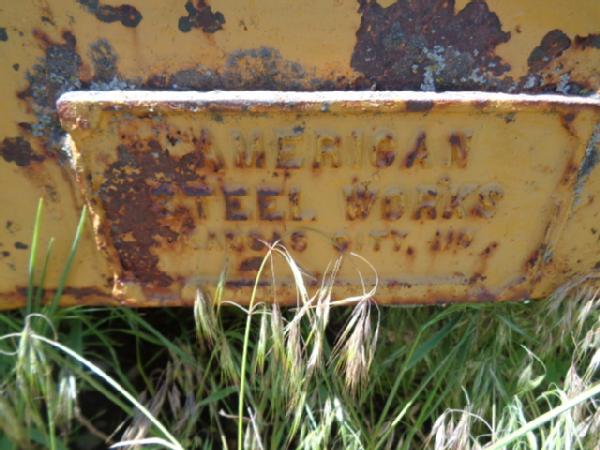 AMERICAN
STEEL WORKS
KANSAS CITY, MO.